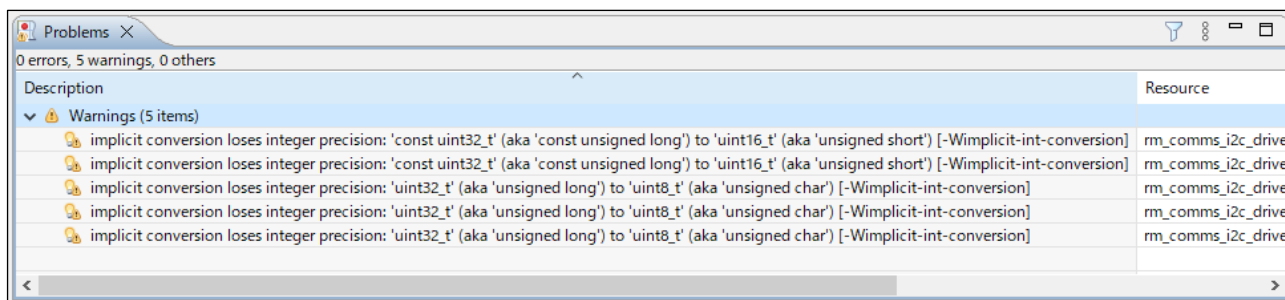 Problems
0 errors, 5 warnings, 0 others
Description Resource
Warnings (5 items)
implicit conversion loses integer precision: 'const uint32_t' (aka 'const unsigned long') to 'uint16_t' (aka 'unsigned short') [-Wimplicit-int-conversion] rm_comms_i2c_drive
implicit conversion loses integer precision: 'const uint32_t' (aka 'const unsigned long') to 'uint16_t' (aka 'unsigned short') [-Wimplicit-int-conversion] rm_comms_i2c_drive
implicit conversion loses integer precision: 'uint32_t' (aka 'unsigned long') to 'uint8_t' (aka 'unsigned char') [-Wimplicit-int-conversion] rm_comms_i2c_drive
implicit conversion loses integer precision: 'uint32_t' (aka 'unsigned long') to 'uint8_t' (aka 'unsigned char') [-Wimplicit-int-conversion] rm_comms_i2c_drive
implicit conversion loses integer precision: 'uint32_t' (aka 'unsigned long') to 'uint8_t' (aka 'unsigned char') [-Wimplicit-int-conversion] rm_comms_i2c_drive